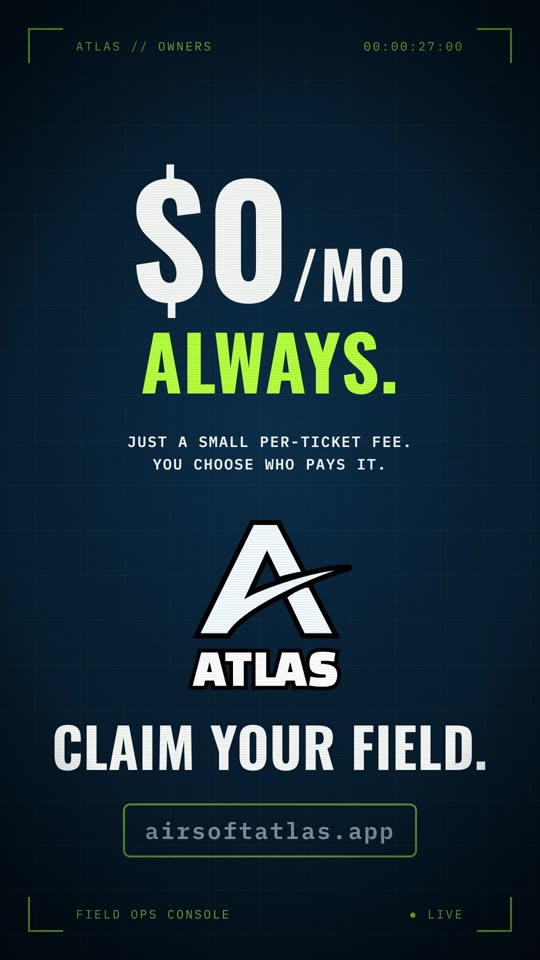 ATLAS // OWNERS
00:00:27:00
$0/MO
ALWAYS.
JUST A SMALL PER-TICKET FEE.
YOU CHOOSE WHO PAYS IT.
ATLAS
CLAIM YOUR FIELD.
airsoftatlas.app
FIELD OPS CONSOLE
● LIVE